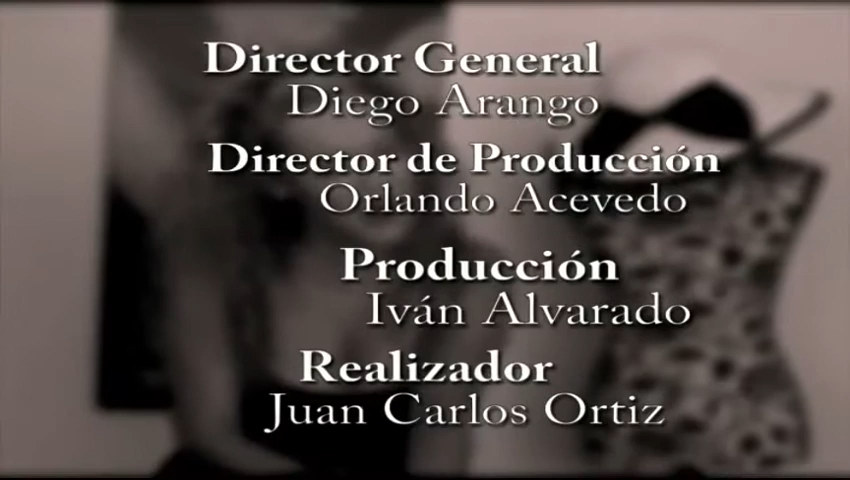 Director General
Diego Arango
Director de Producción
Orlando Acevedo
Producción
Iván Alvarado
Realizador
Juan Carlos Ortiz